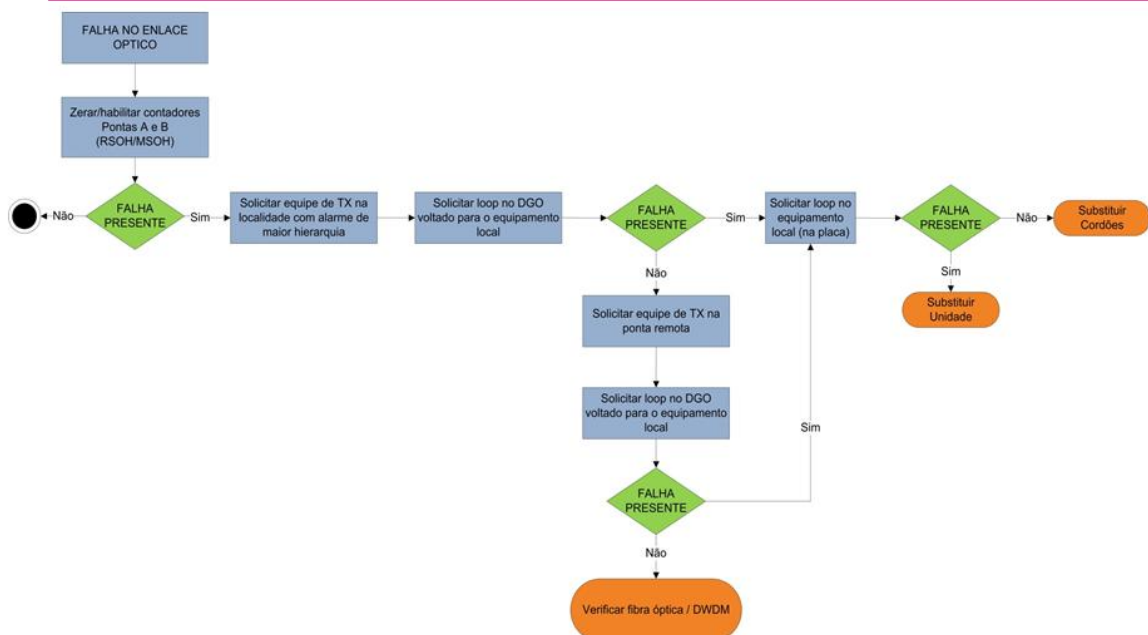 FALHA NO ENLACE
OPTICO
Zerar/habilitar contadores
Pontas A e B
(RSOH/MSOH)
Não
FALHA
PRESENTE
Sim
Solicitar equipe de TX na
localidade com alarme de
maior hierarquia
Solicitar loop no DGO
voltado para o equipamento
local
FALHA
PRESENTE
Sim
Solicitar loop no
equipamento
local (na placa)
FALHA
PRESENTE
Não
Substituir
Cordões
Sim
Substituir
Unidade
Não
Solicitar equipe de TX na
ponta remota
Solicitar loop no DGO
voltado para o equipamento
local
Sim
FALHA
PRESENTE
Não
Verificar fibra óptica / DWDM